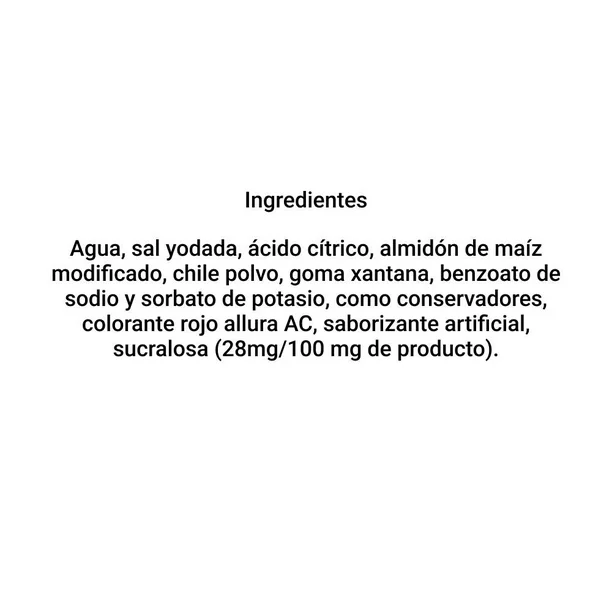 Ingredientes
Agua, sal yodada, ácido cítrico, almidón de maíz
modificado, chile polvo, goma xantana, benzoato de
sodio y sorbato de potasio, como conservadores,
colorante rojo allura AC, saborizante artificial,
sucralosa (28mg/100 mg de producto).